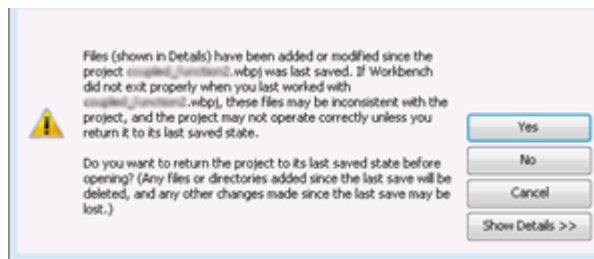 Files (shown in Details) have been added or modified since the
project .wbpj was last saved. If Workbench
did not exit properly when you last worked with
.wbpj, these files may be inconsistent with the
project, and the project may not operate correctly unless you
return it to its last saved state.
Do you want to return the project to its last saved state before
opening? (Any files or directories added since the last save will be
deleted, and any other changes made since the last save may be
lost.)
Yes
No
Cancel
Show Details >>